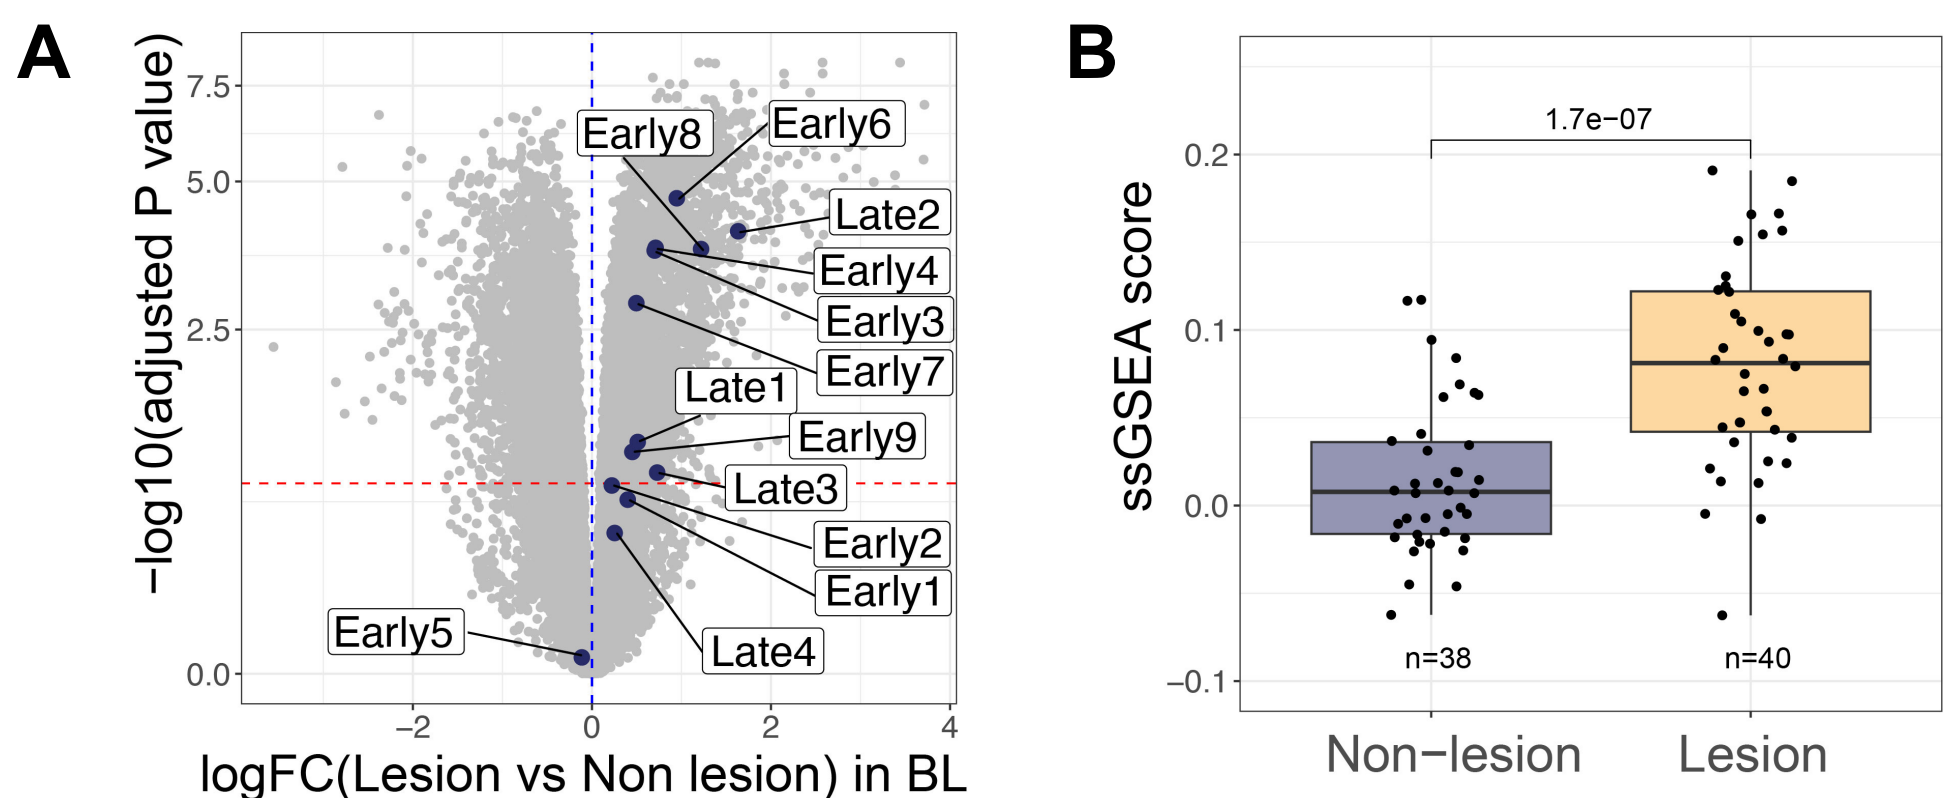 A
−log10(adjusted P value)
7.5
5.0
2.5
0.0
Early8
Early6
Late2
Early4
Early3
Early7
Late1
Early9
Late3
Early2
Early1
Early5
Late4
−2
0
2
4
logFC(Lesion vs Non lesion) in BL
B
ssGSEA score
0.2
0.1
0.0
−0.1
1.7e−07
n=38
n=40
Non−lesion
Lesion